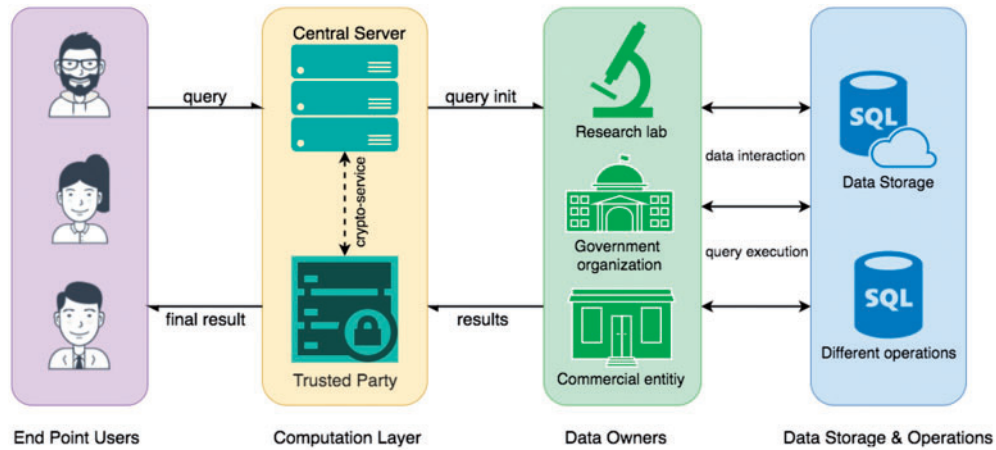 Central Server
query
query init
crypto-service
Trusted Party
final result
results
Research lab
Government
organization
Commercial entitiy
data interaction
query execution
SQL
Data Storage
SQL
Different operations
End Point Users
Computation Layer
Data Owners
Data Storage & Operations